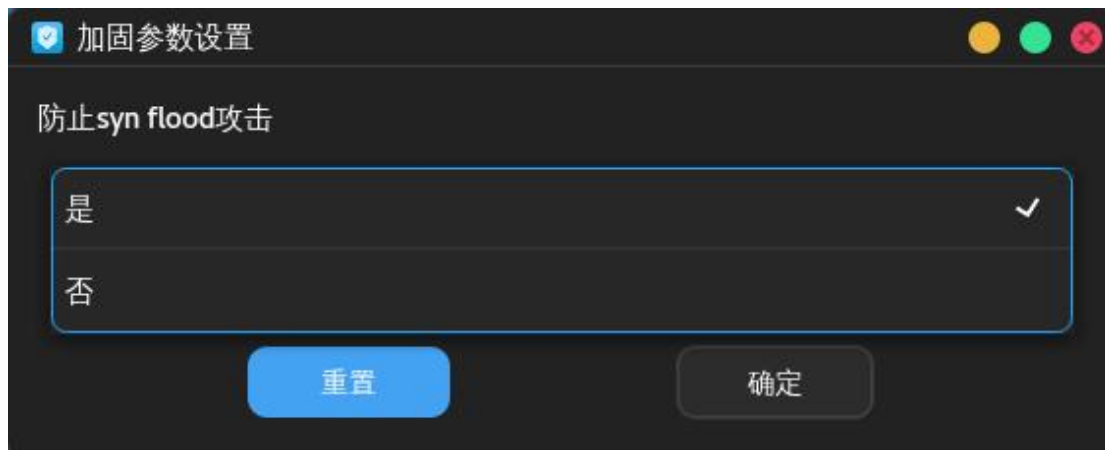 加固参数设置
防止syn flood攻击
是
否
重置
确定